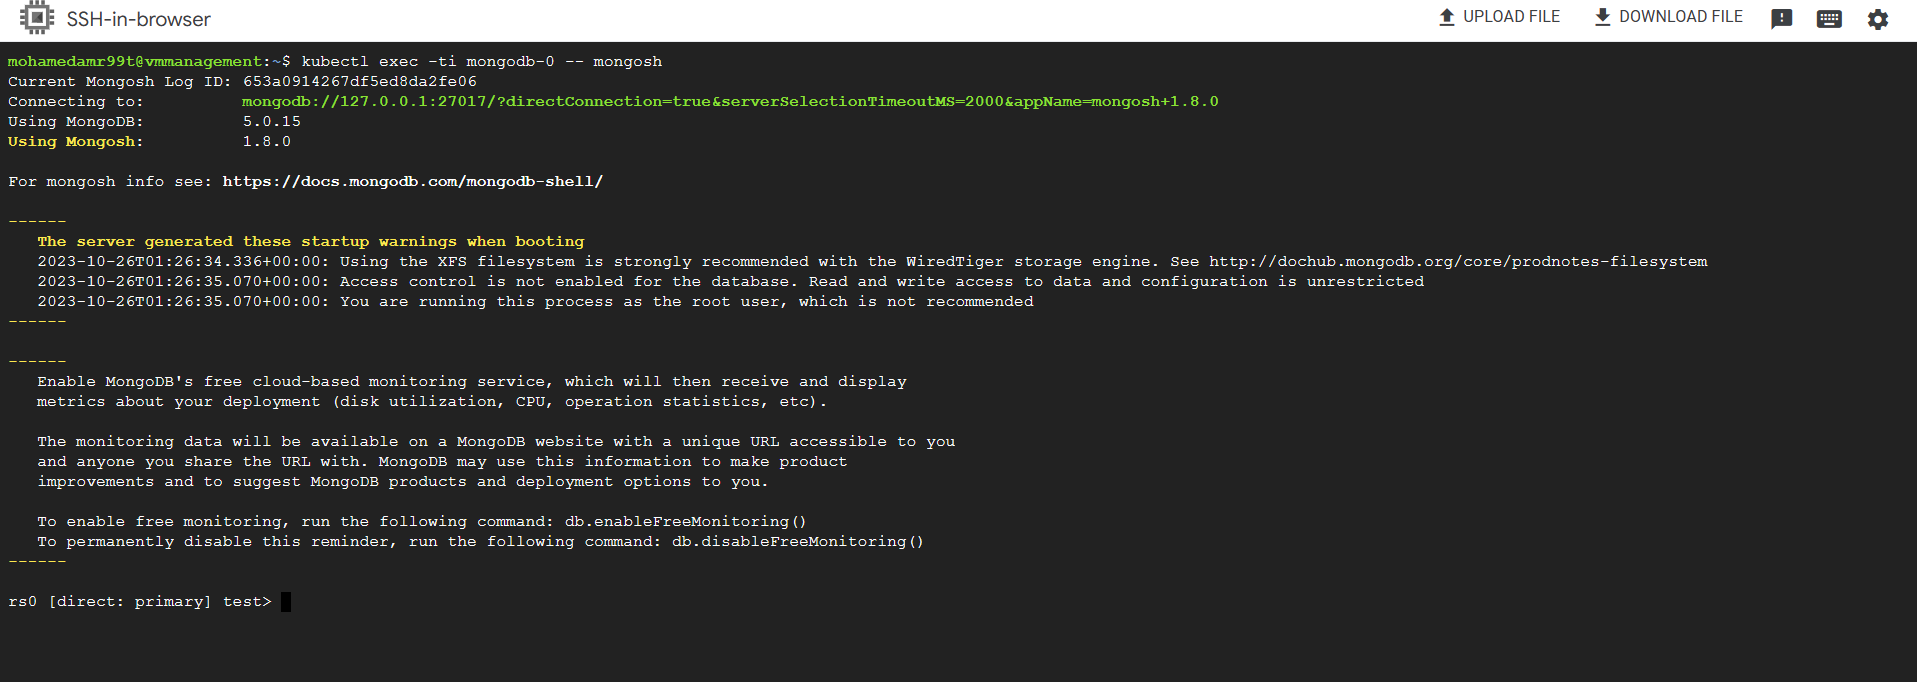 SSH-in-browser
UPLOAD FILE
DOWNLOAD FILE
mohamedamr99t@vmmanagement:~$ kubectl exec -ti mongodb-0 -- mongosh
Current Mongosh Log ID: 653a0914267df5ed8da2fe06
Connecting to: mongodb://127.0.0.1:27017/?directConnection=true&serverSelectionTimeoutMS=2000&appName=mongosh+1.8.0
Using MongoDB: 5.0.15
Using Mongosh: 1.8.0
For mongosh info see: https://docs.mongodb.com/mongodb-shell/
------
The server generated these startup warnings when booting
2023-10-26T01:26:34.336+00:00: Using the XFS filesystem is strongly recommended with the WiredTiger storage engine. See http://dochub.mongodb.org/core/prodnotes-filesystem
2023-10-26T01:26:35.070+00:00: Access control is not enabled for the database. Read and write access to data and configuration is unrestricted
2023-10-26T01:26:35.070+00:00: You are running this process as the root user, which is not recommended
------
------
Enable MongoDB's free cloud-based monitoring service, which will then receive and display
metrics about your deployment (disk utilization, CPU, operation statistics, etc).
The monitoring data will be available on a MongoDB website with a unique URL accessible to you
and anyone you share the URL with. MongoDB may use this information to make product
improvements and to suggest MongoDB products and deployment options to you.
To enable free monitoring, run the following command: db.enableFreeMonitoring()
To permanently disable this reminder, run the following command: db.disableFreeMonitoring()
------
rs0 [direct: primary] test>